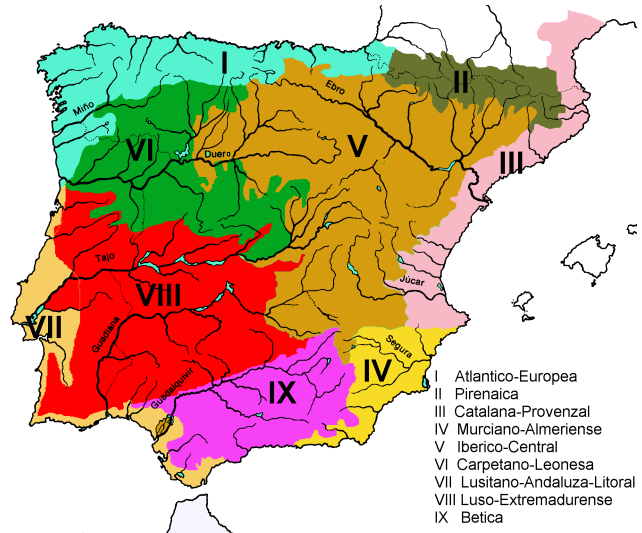 I
II
Ebro
Miño
VI
Duero
V
III
Tajo
VIII
Júcar
VII
Guadiana
Segura
IV
Guadalquivir
IX
I Atlantico-Europea
II Pirenaica
III Catalana-Provenzal
IV Murciano-Almeriense
V Iberico-Central
VI Carpetano-Leonesa
VII Lusitano-Andaluza-Litoral
VIII Luso-Extremadurense
IX Betica